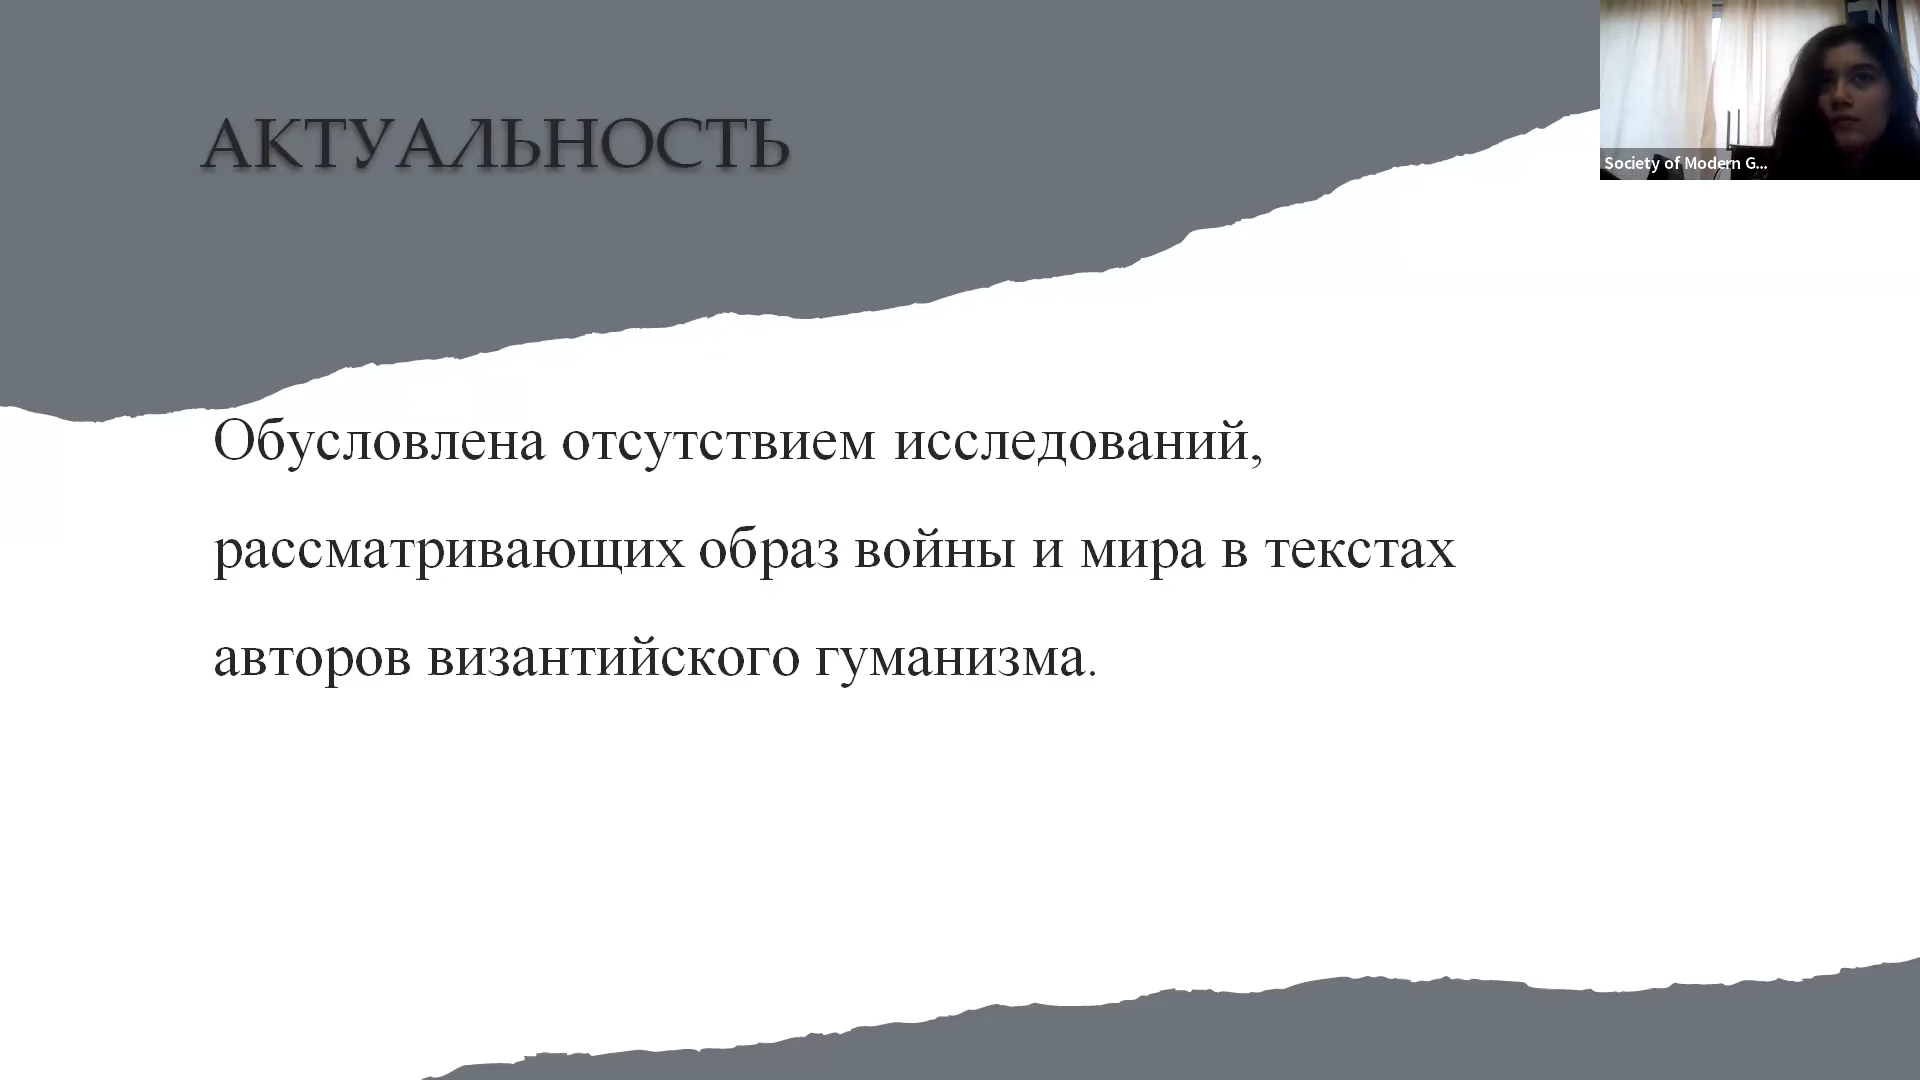 АКТУАЛЬНОСТЬ
Society of Modern G...
Обусловлена отсутствием исследований,
рассматривающих образ войны и мира в текстах
авторов византийского гуманизма.